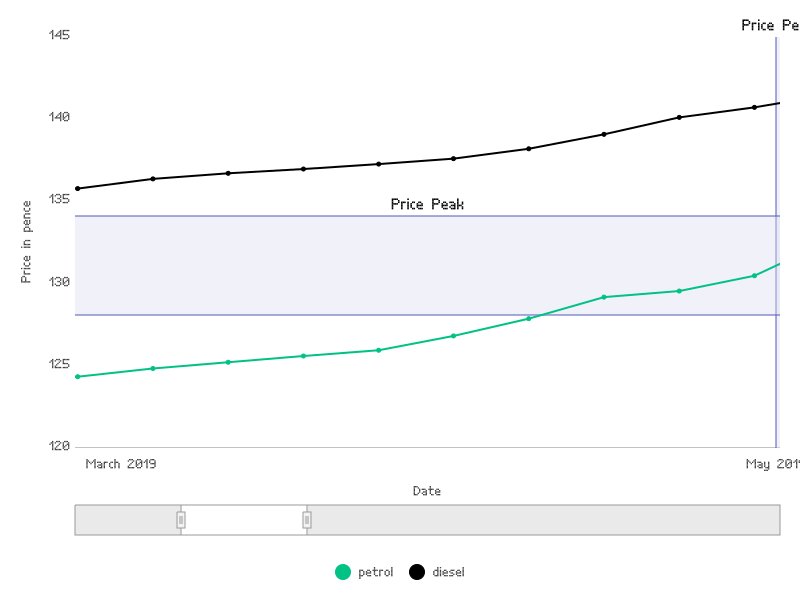 Price Pe
145
140
135
130
125
120
Price in pence
Price Peak
March 2019
May 201
Date
petrol
diesel